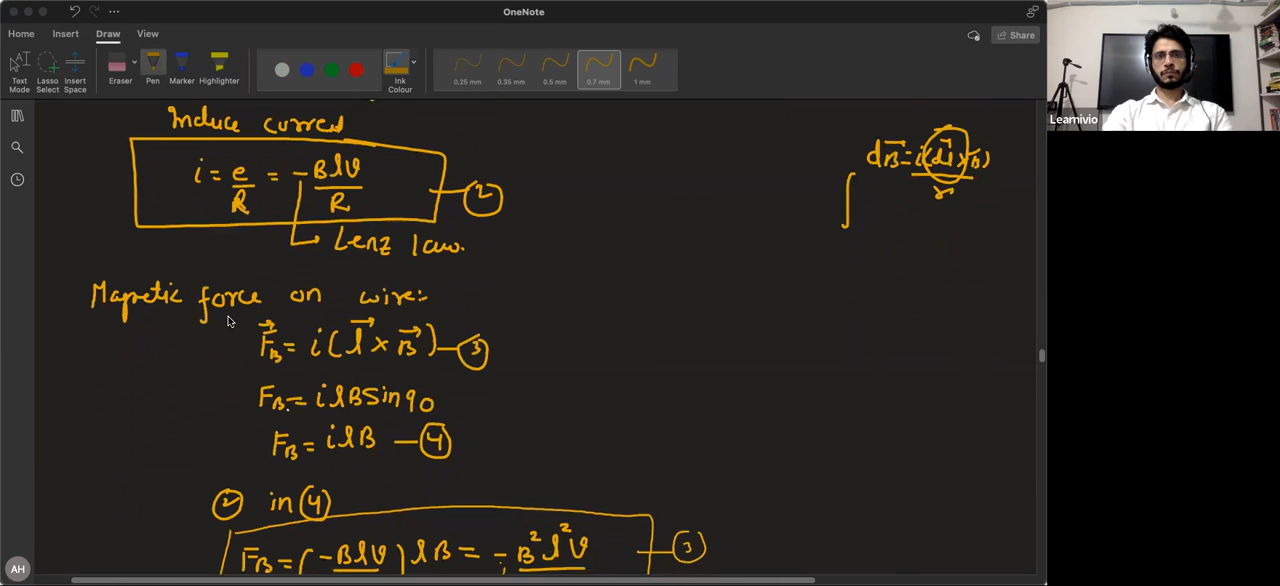 OneNote
Home Insert Draw View
Share
Text Mode
Lasso Select
Insert Space
Eraser
Pen
Marker
Highlighter
Ink Colour
0.25 mm
0.35 mm
0.5 mm
0.7 mm
1 mm
Learnivio
Induce current
i = e/R = -Blv/R — 2
Lenz law.
Magnetic force on wire:
F⃗_B = i(l⃗ × B⃗) — 3
F_B = ilB sin 90
F_B = ilB — 4
2 in 4
F_B = (-Blv) lB = -B²l²v — 3
AH